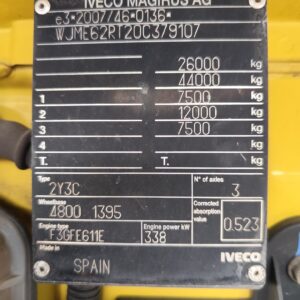 IVECO MAGIRUS AG
e3*2007/46*0136*
WJME62RT20C379107
26000 kg
44000 kg
1 7500 kg
2 12000 kg
3 7500 kg
4 kg
T. T. kg
Type N° of axles
2Y3C 3
Wheelbase
4800 1395
Corrected absorption value
0.523
Engine type Engine power kW
F3GFE611E 338
Made in
SPAIN IVECO